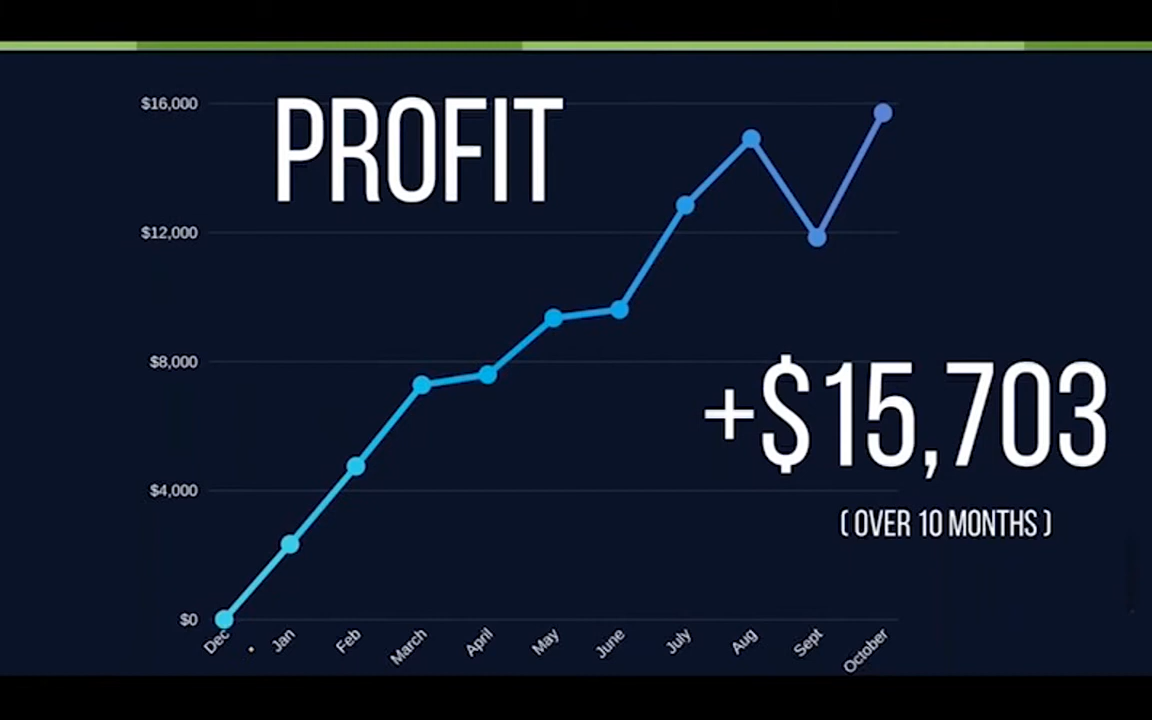 PROFIT
$16,000
$12,000
$8,000
$4,000
$0
+$15,703
( OVER 10 MONTHS )
Dec
Jan
Feb
March
April
May
June
July
Aug
Sept
October